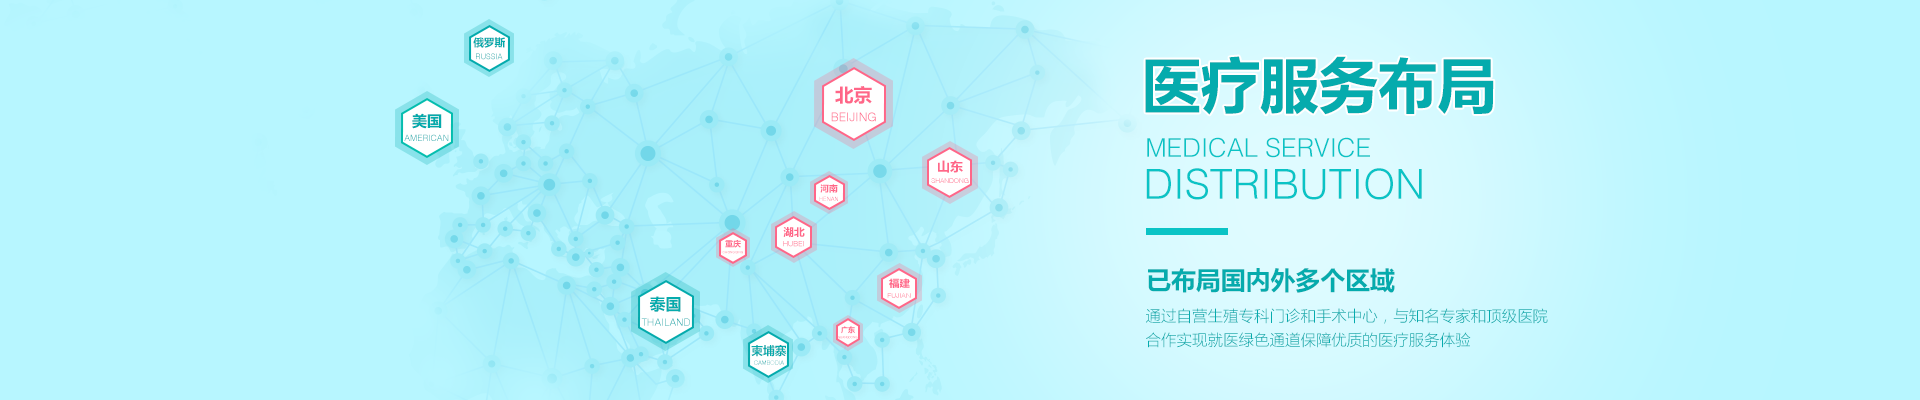 俄罗斯
RUSSIA
美国
AMERICAN
北京
BEIJING
山东
SHANDONG
河南
HENAN
湖北
HUBEI
重庆
福建
FUJIAN
泰国
THAILAND
广东
柬埔寨
CAMBODIA
医疗服务布局
MEDICAL SERVICE
DISTRIBUTION
已布局国内外多个区域
通过自营生殖专科门诊和手术中心，与知名专家和顶级医院
合作实现就医绿色通道保障优质的医疗服务体验